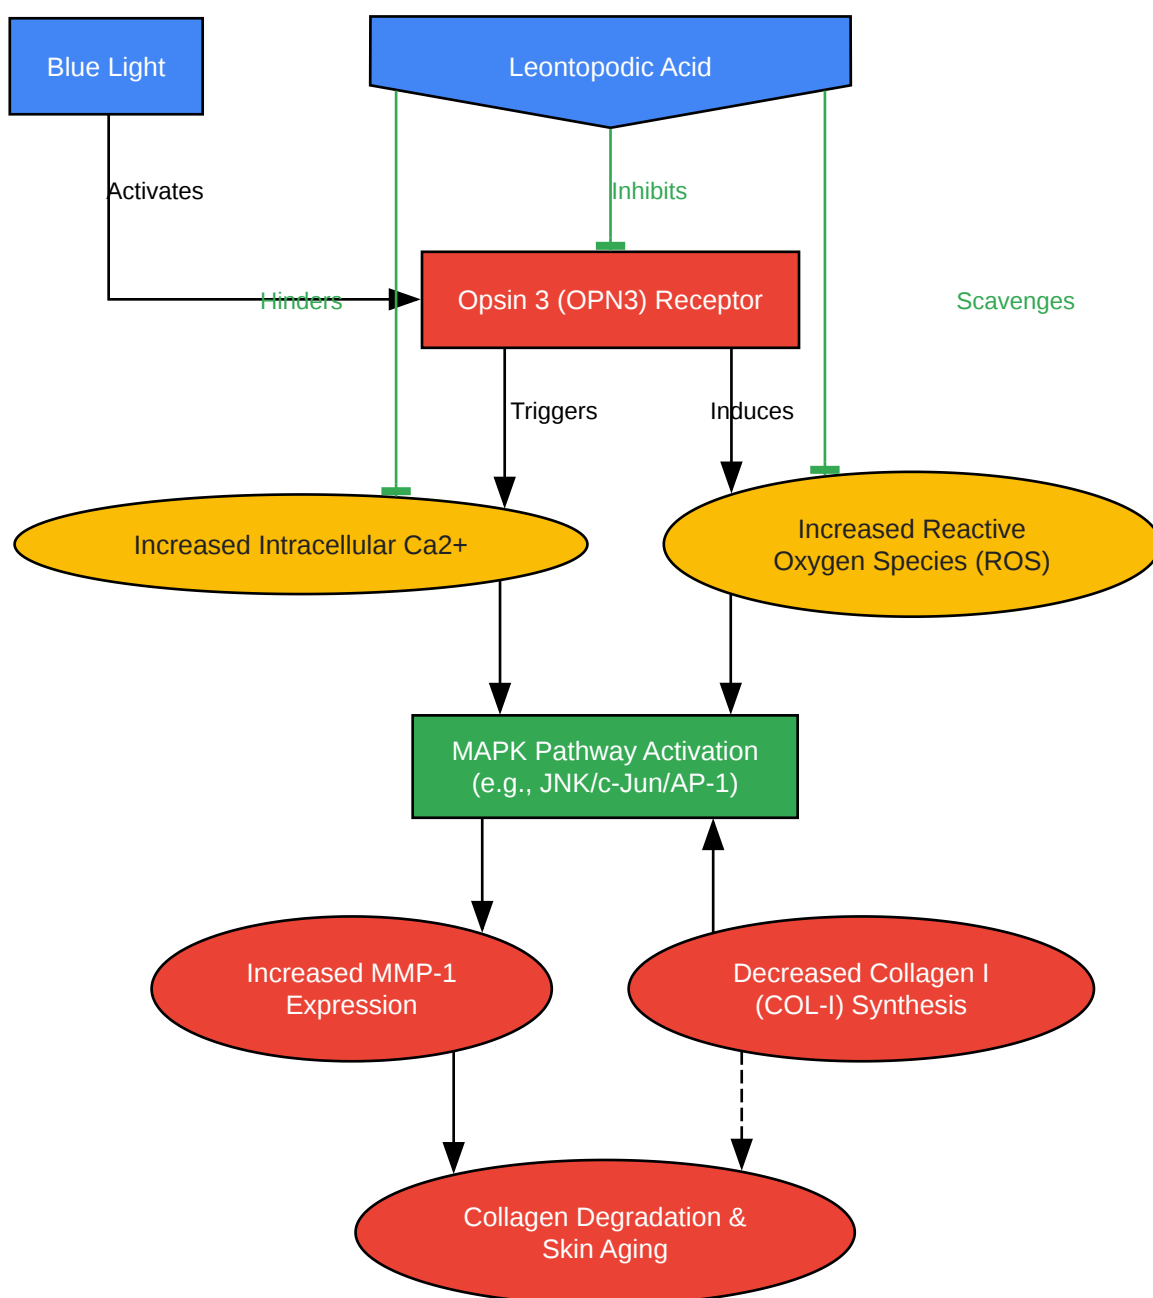 Blue Light
Leontopodic Acid
Activates
Inhibits
Hinders
Opsin 3 (OPN3) Receptor
Scavenges
Triggers
Induces
Increased Intracellular Ca2+
Increased Reactive
Oxygen Species (ROS)
MAPK Pathway Activation
(e.g., JNK/c-Jun/AP-1)
Increased MMP-1
Expression
Decreased Collagen I
(COL-I) Synthesis
Collagen Degradation &
Skin Aging